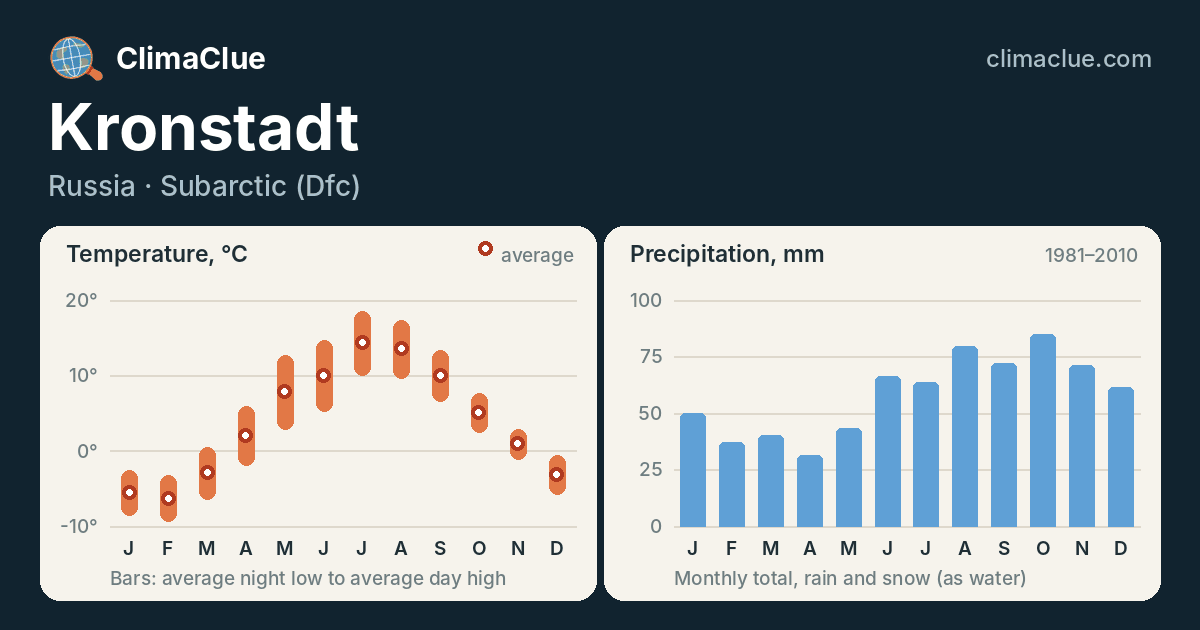 ClimaClue
climaclue.com
Kronstadt
Russia · Subarctic (Dfc)
Temperature, °C
average
20°
10°
0°
-10°
J F M A M J J A S O N D
Bars: average night low to average day high
Precipitation, mm
1981–2010
100
75
50
25
0
J F M A M J J A S O N D
Monthly total, rain and snow (as water)